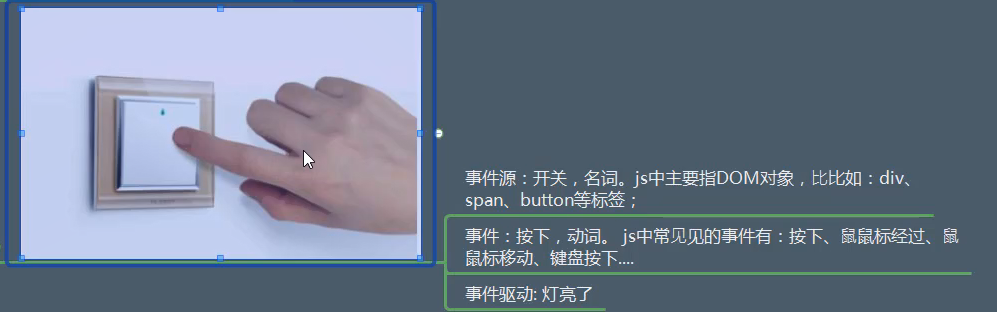 事件源：开关，名词。js中主要指DOM对象，比比如：div、
span、button等标签；
事件：按下，动词。 js中常见见的事件有：按下、鼠鼠标经过、鼠
鼠标移动、键盘按下....
事件驱动: 灯亮了